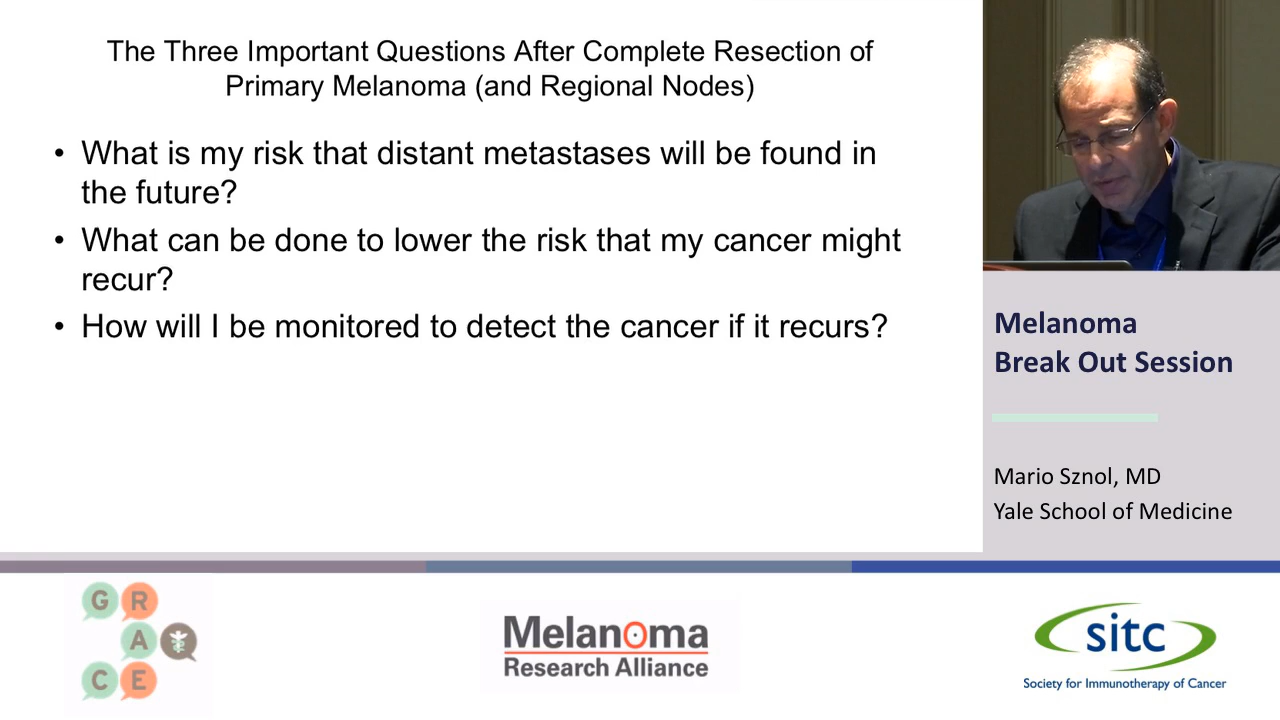 The Three Important Questions After Complete Resection of
Primary Melanoma (and Regional Nodes)
• What is my risk that distant metastases will be found in
the future?
• What can be done to lower the risk that my cancer might
recur?
• How will I be monitored to detect the cancer if it recurs?
Melanoma
Break Out Session
Mario Sznol, MD
Yale School of Medicine
G R
A
C E
Melanoma
Research Alliance
sitc
Society for Immunotherapy of Cancer